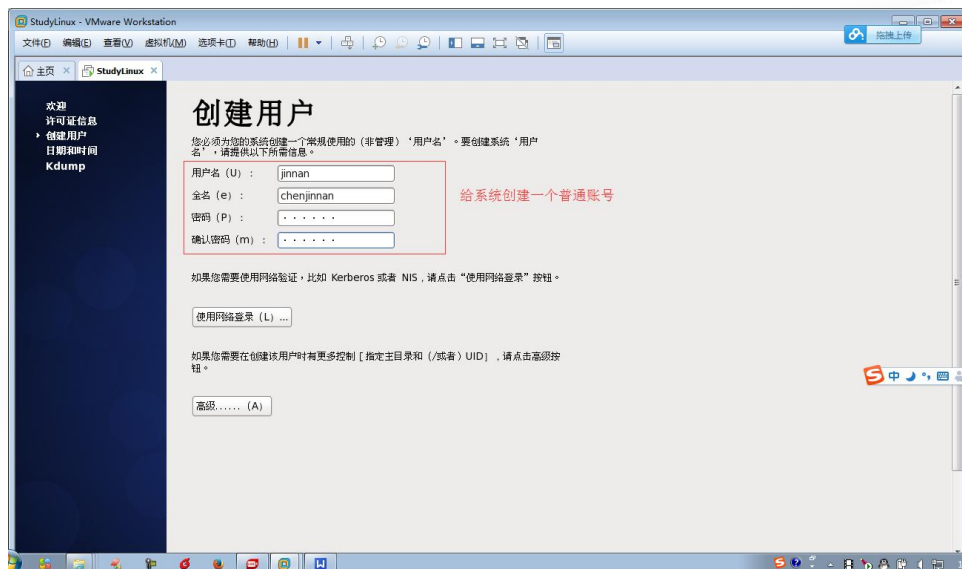 StudyLinux - VMware Workstation
文件(F) 编辑(E) 查看(V) 虚拟机(M) 选项卡(T) 帮助(H)
拖拽上传
主页 StudyLinux
欢迎
许可证信息
创建用户
日期和时间
Kdump
创建用户
您必须为您的系统创建一个常规使用的（非管理）‘用户名’。要创建系统‘用户
名’，请提供以下所需信息。
用户名（U）： jinnan
全名（e）： chenjinnan
密码（P）： ······
确认密码（m）： ······
给系统创建一个普通账号
如果您需要使用网络验证，比如 Kerberos 或者 NIS，请点击“使用网络登录”按钮。
使用网络登录（L）...
如果您需要在创建该用户时有更多控制 [ 指定主目录和（/或者）UID]，请点击高级按
钮。
高级......（A）
中